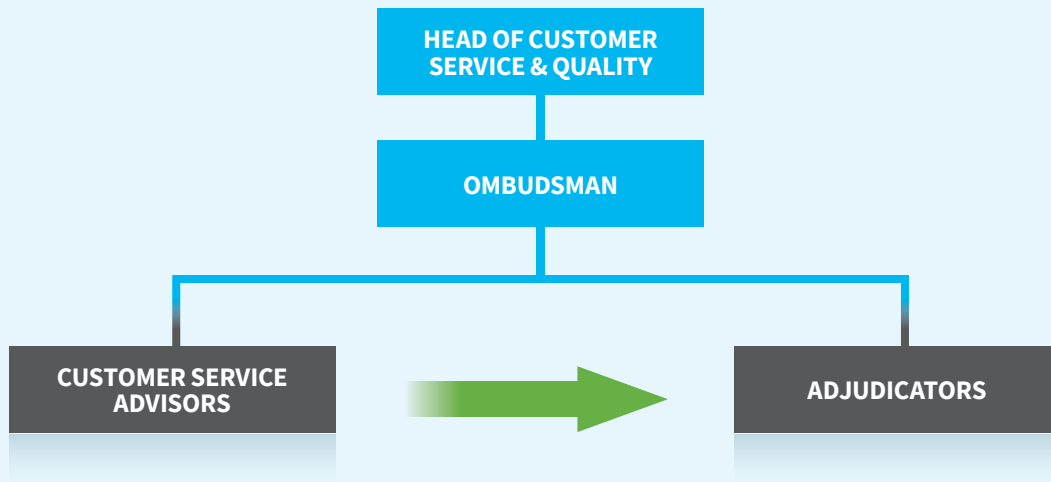 HEAD OF CUSTOMER
SERVICE & QUALITY
OMBUDSMAN
CUSTOMER SERVICE
ADVISORS
ADJUDICATORS